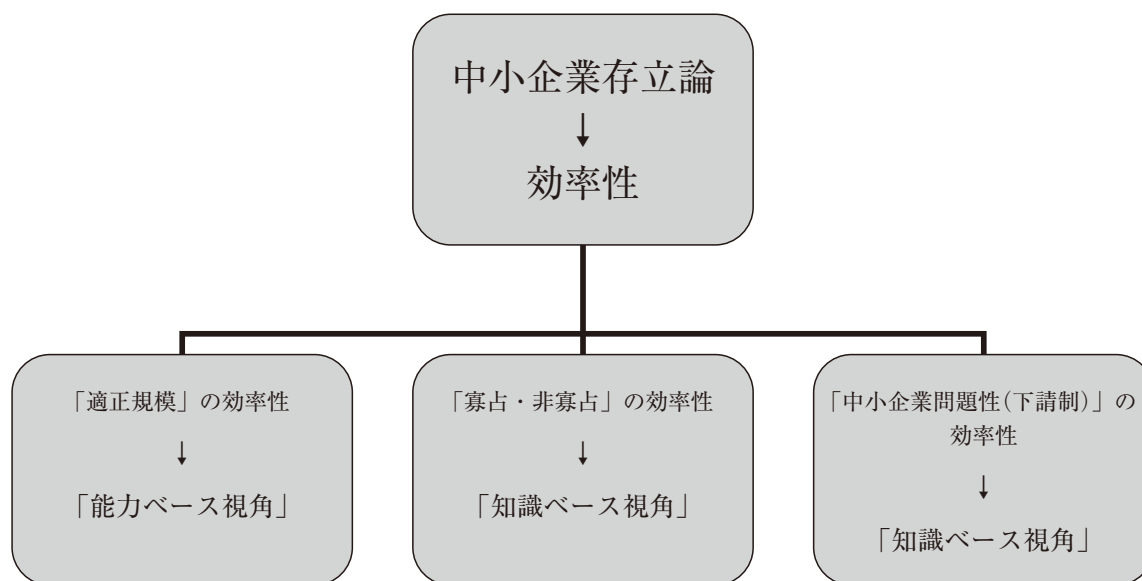 中小企業存立論
↓
効率性
「適正規模」の効率性
↓
「能力ベース視角」
「寡占・非寡占」の効率性
↓
「知識ベース視角」
「中小企業問題性(下請制)」の
効率性
↓
「知識ベース視角」